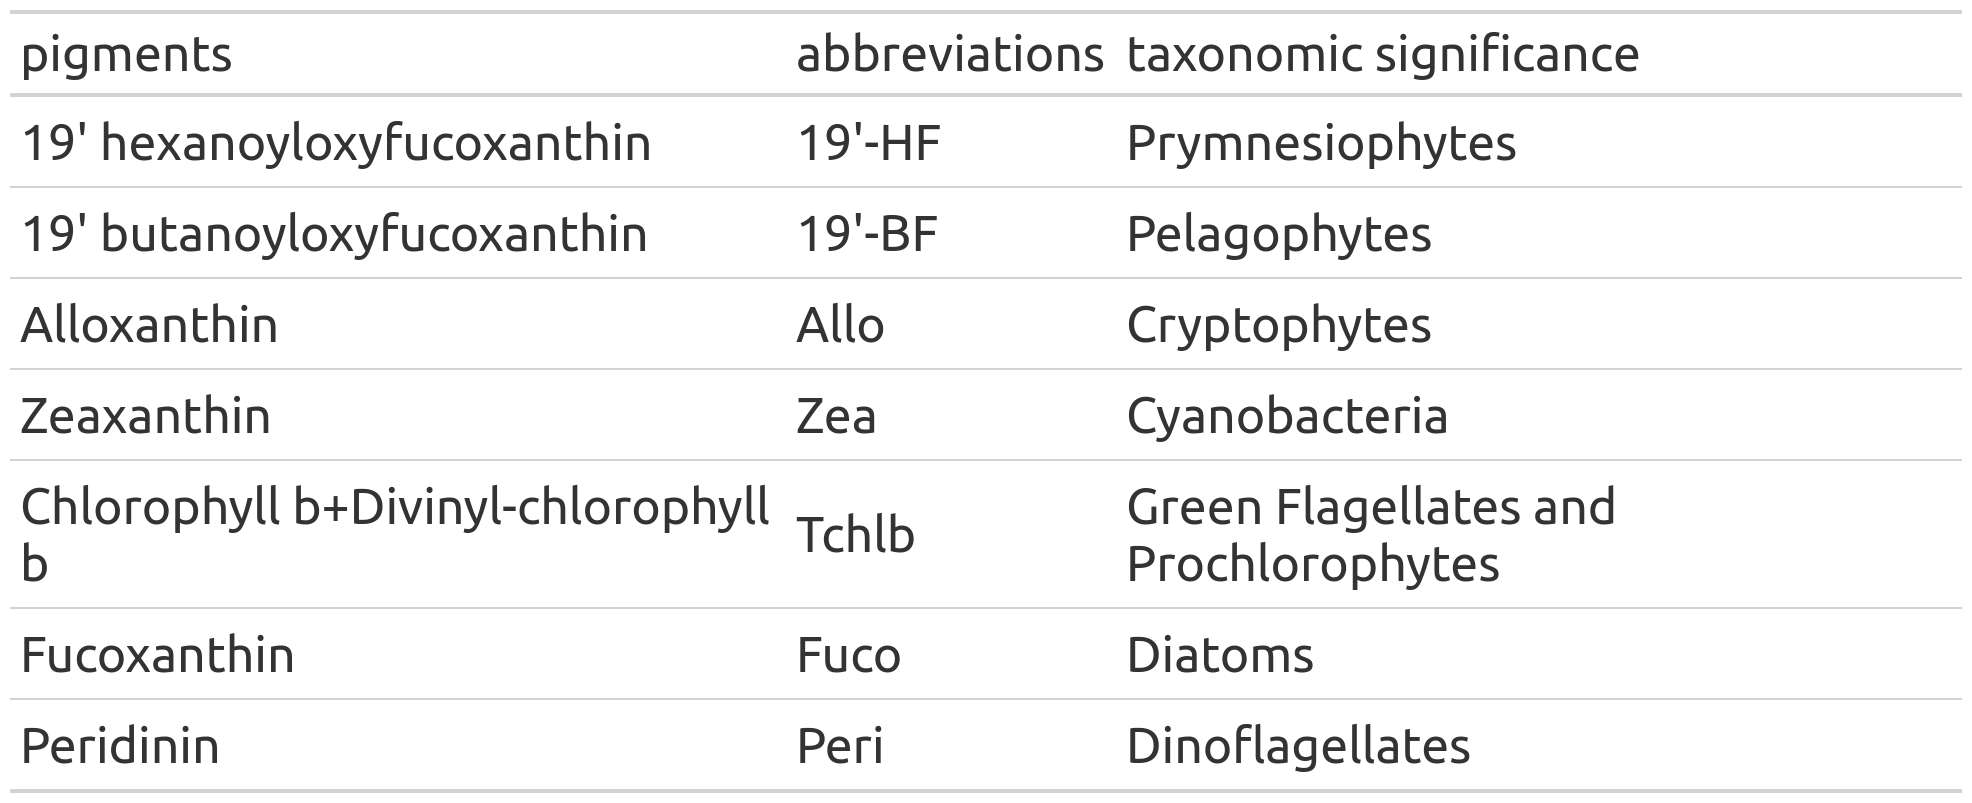 pigments abbreviations taxonomic significance
19' hexanoyloxyfucoxanthin 19'-HF Prymnesiophytes
19' butanoyloxyfucoxanthin 19'-BF Pelagophytes
Alloxanthin Allo Cryptophytes
Zeaxanthin Zea Cyanobacteria
Chlorophyll b+Divinyl-chlorophyll
b
Tchlb
Green Flagellates and
Prochlorophytes
Fucoxanthin Fuco Diatoms
Peridinin Peri Dinoflagellates